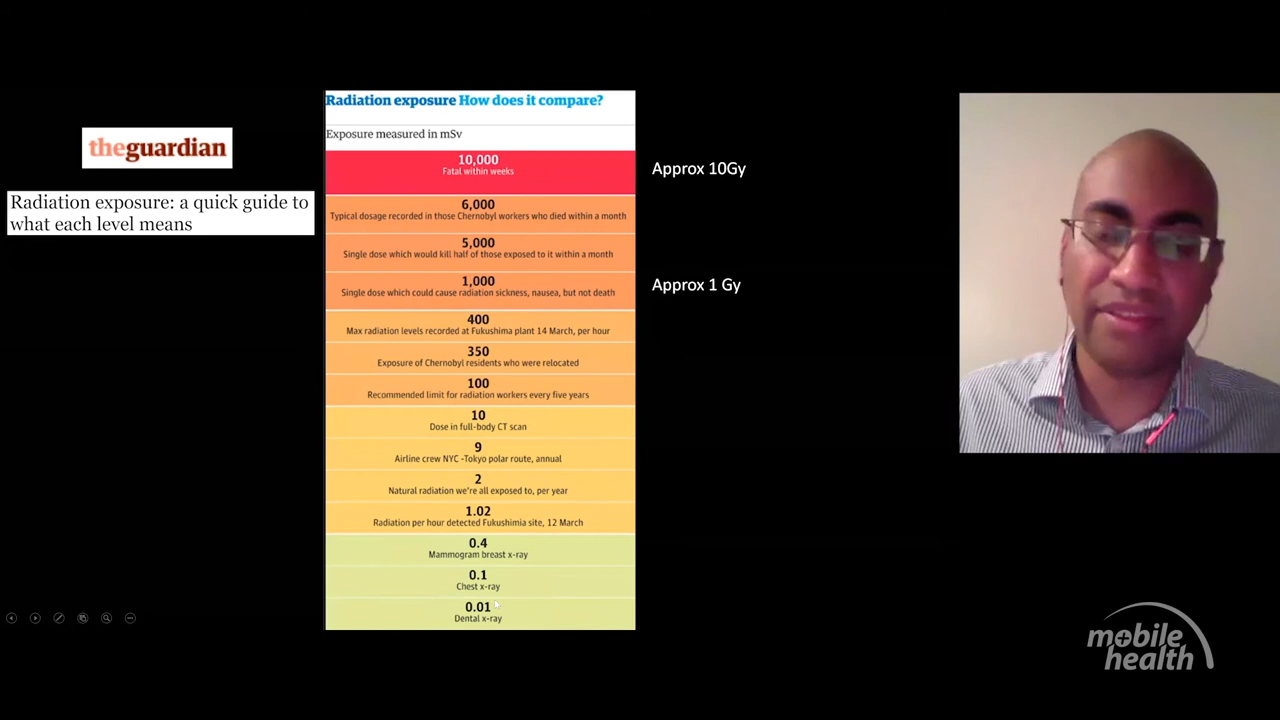 theguardian
Radiation exposure: a quick guide to
what each level means
Radiation exposure How does it compare?
Exposure measured in mSv
10,000
Fatal within weeks
Approx 10Gy
6,000
Typical dosage recorded in those Chernobyl workers who died within a month
5,000
Single dose which would kill half of those exposed to it within a month
1,000
Single dose which could cause radiation sickness, nausea, but not death
Approx 1 Gy
400
Max radiation levels recorded at Fukushima plant 14 March, per hour
350
Exposure of Chernobyl residents who were relocated
100
Recommended limit for radiation workers every five years
10
Dose in full-body CT scan
9
Airline crew NYC -Tokyo polar route, annual
2
Natural radiation we're all exposed to, per year
1.02
Radiation per hour detected Fukushimia site, 12 March
0.4
Mammogram breast x-ray
0.1
Chest x-ray
0.01
Dental x-ray
mobile
health